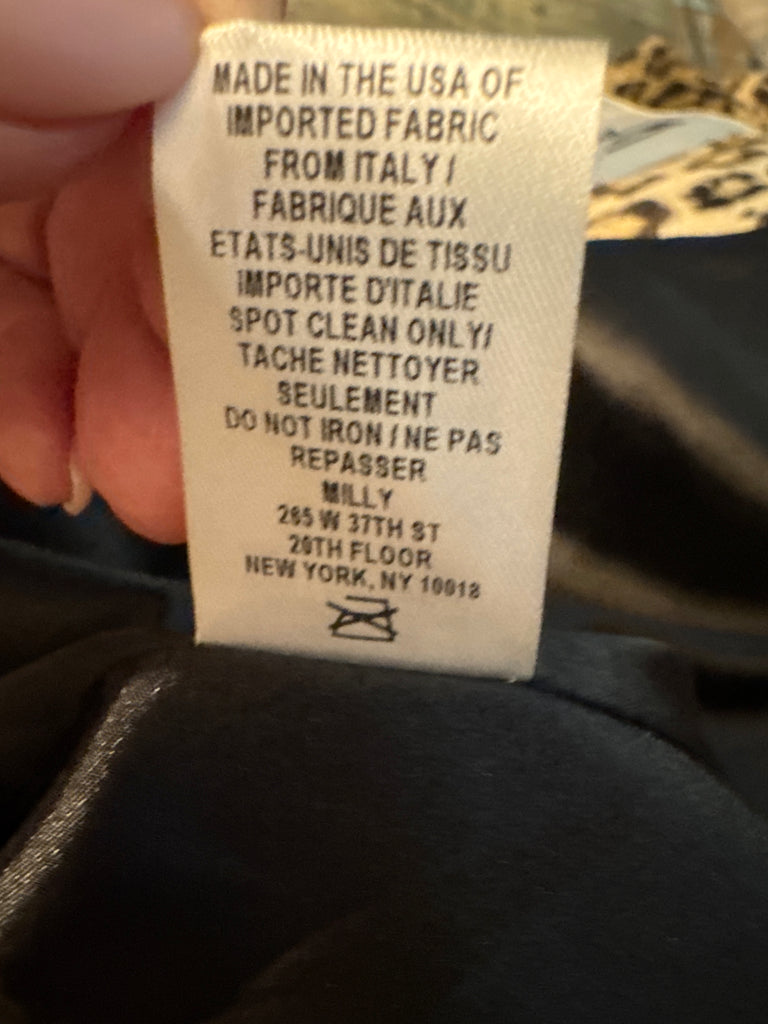 MADE IN THE USA OF
IMPORTED FABRIC
FROM ITALY /
FABRIQUE AUX
ETATS-UNIS DE TISSU
IMPORTE D'ITALIE
SPOT CLEAN ONLY/
TACHE NETTOYER
SEULEMENT
DO NOT IRON / NE PAS
REPASSER
MILLY
265 W 37TH ST
20TH FLOOR
NEW YORK, NY 10018